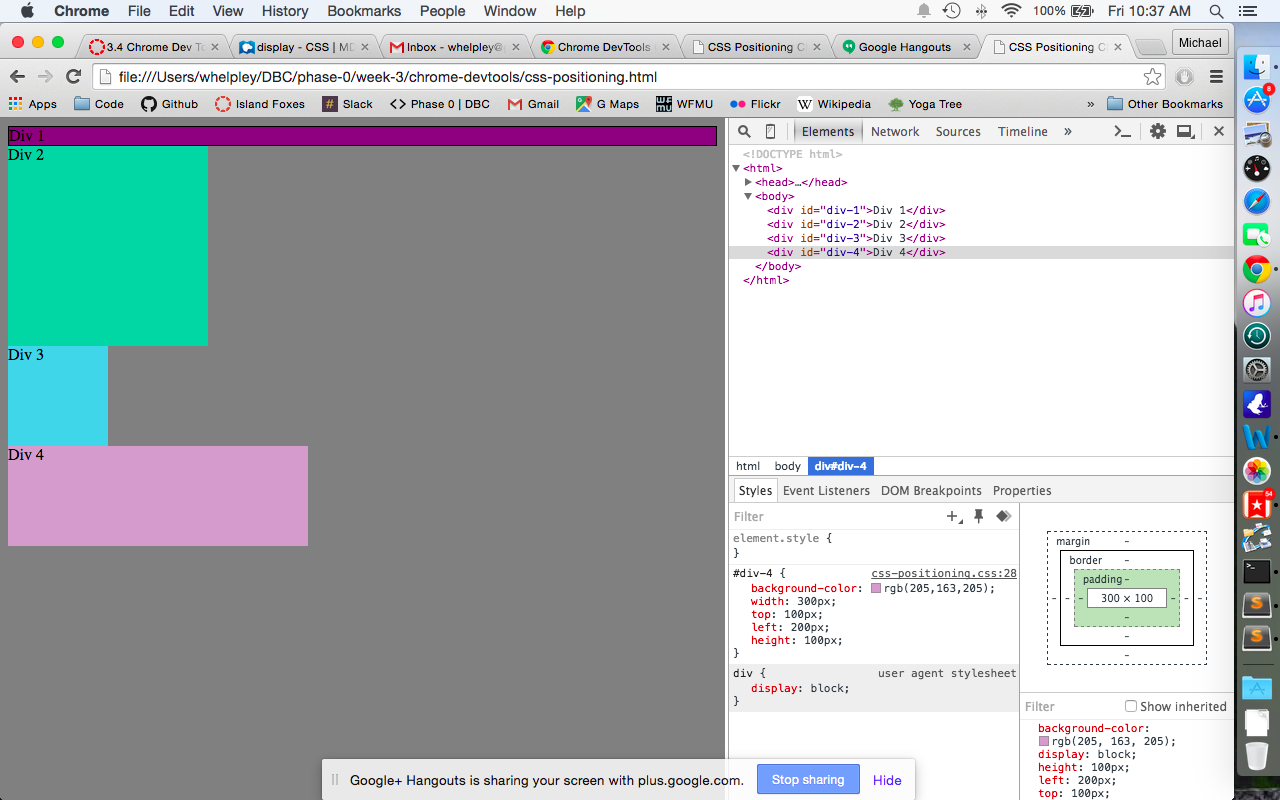 Chrome File Edit View History Bookmarks People Window Help 100% Fri 10:37 AM
3.4 Chrome Dev To display - CSS | MD Inbox - whelpley@ Chrome DevTools CSS Positioning C Google Hangouts CSS Positioning C Michael
file:///Users/whelpley/DBC/phase-0/week-3/chrome-devtools/css-positioning.html
Apps Code Github Island Foxes # Slack <> Phase 0 | DBC Gmail G Maps WFMU WFMU Flickr W Wikipedia Yoga Tree » Other Bookmarks
Div 1
Div 2
Div 3
Div 4
Elements Network Sources Timeline »
<!DOCTYPE html>
<html>
<head>…</head>
<body>
<div id="div-1">Div 1</div>
<div id="div-2">Div 2</div>
<div id="div-3">Div 3</div>
<div id="div-4">Div 4</div>
</body>
</html>
html body div#div-4
Styles Event Listeners DOM Breakpoints Properties
Filter
element.style {
}
#div-4 { css-positioning.css:28
background-color: rgb(205,163,205);
width: 300px;
top: 100px;
left: 200px;
height: 100px;
}
div { user agent stylesheet
display: block;
}
margin -
border -
padding -
- - - 300 × 100 - - -
-
-
-
Filter Show inherited
background-color:
rgb(205, 163, 205);
display: block;
height: 100px;
left: 200px;
top: 100px;
Google+ Hangouts is sharing your screen with plus.google.com. Stop sharing Hide
8
54